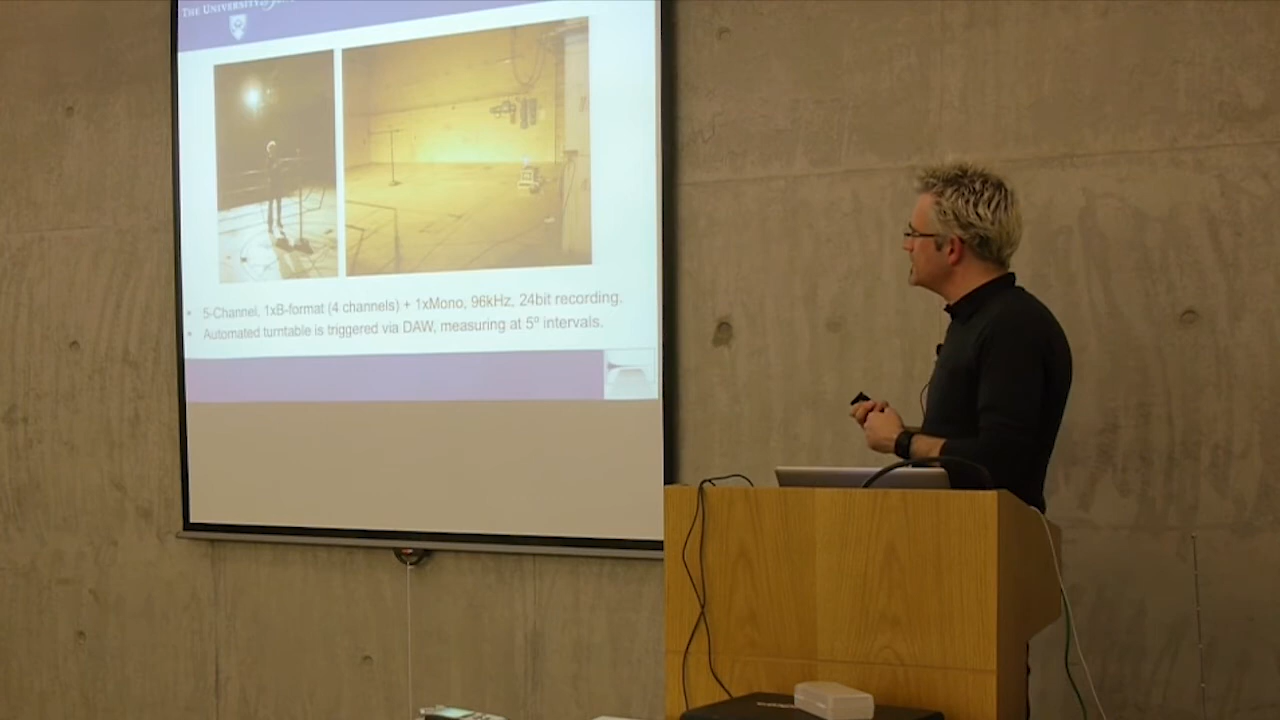 THE UNIVERSITY of
5-Channel, 1xB-format (4 channels) + 1xMono, 96kHz, 24bit recording.
Automated turntable is triggered via DAW, measuring at 5º intervals.